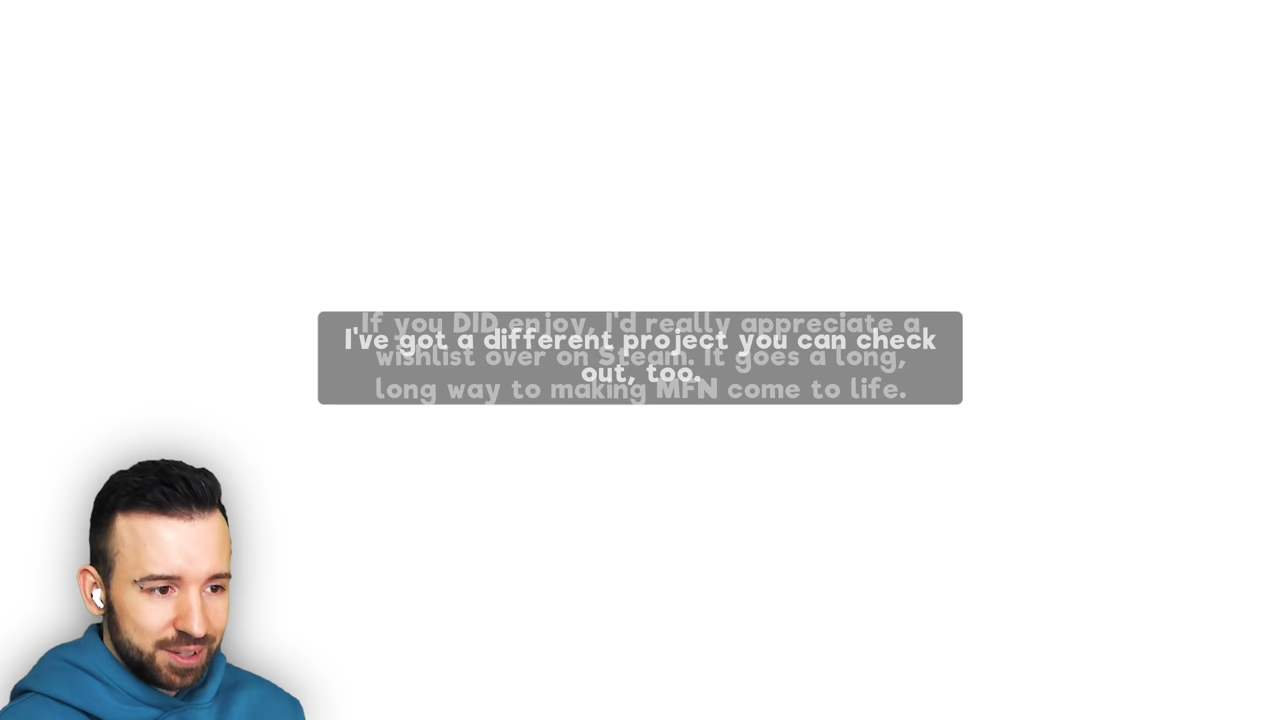 If you DID enjoy, I'd really appreciate a
wishlist over on Steam. It goes a long,
long way to making MFN come to life.
I've got a different project you can check
out, too.